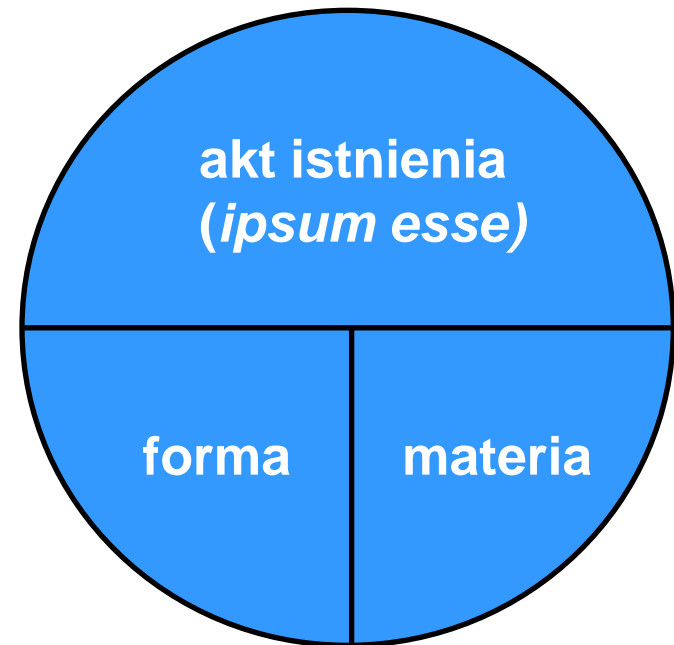 akt istnienia
(ipsum esse)
forma
materia